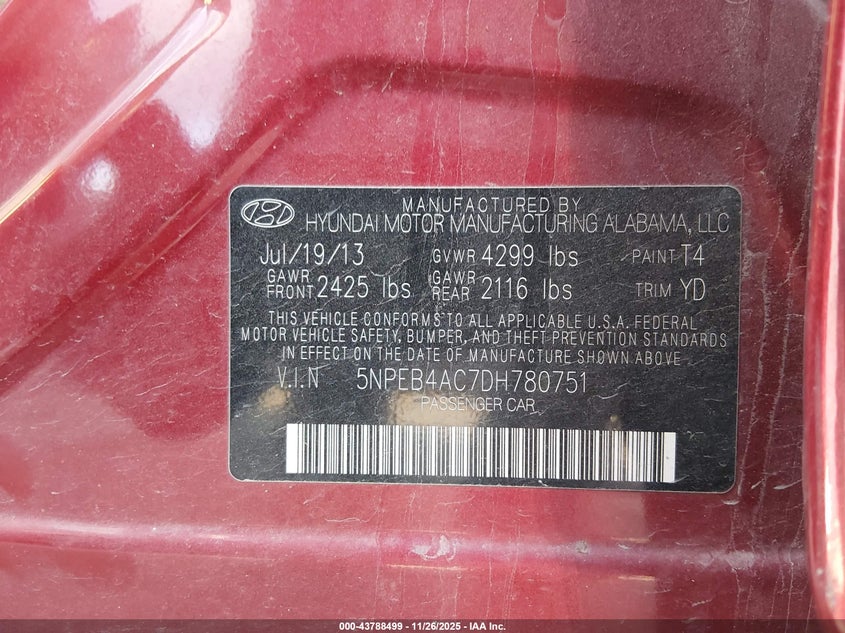 MANUFACTURED BY
HYUNDAI MOTOR MANUFACTURING ALABAMA, LLC
Jul/19/13 GVWR 4299 lbs PAINT T4
GAWR FRONT 2425 lbs GAWR REAR 2116 lbs TRIM YD
THIS VEHICLE CONFORMS TO ALL APPLICABLE U.S.A. FEDERAL
MOTOR VEHICLE SAFETY, BUMPER, AND THEFT PREVENTION STANDARDS
IN EFFECT ON THE DATE OF MANUFACTURE SHOWN ABOVE.
V.I.N 5NPEB4AC7DH780751
PASSENGER CAR
000-43788499 - 11/26/2025 - IAA Inc.